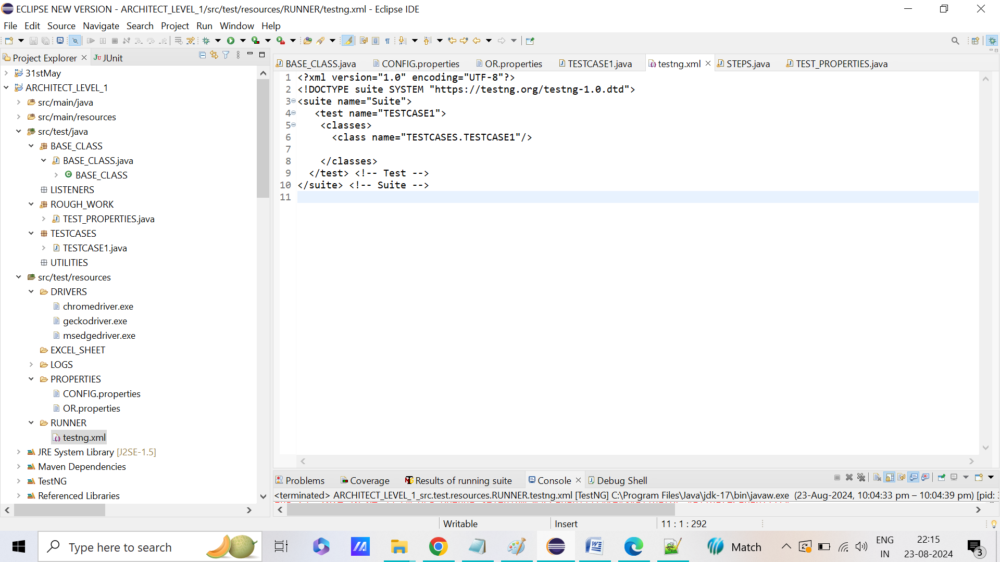 ECLIPSE NEW VERSION - ARCHITECT_LEVEL_1/src/test/resources/RUNNER/testng.xml - Eclipse IDE
File Edit Source Navigate Search Project Run Window Help
Project Explorer
JUnit
31stMay
ARCHITECT_LEVEL_1
src/main/java
src/main/resources
src/test/java
BASE_CLASS
BASE_CLASS.java
BASE_CLASS
LISTENERS
ROUGH_WORK
TEST_PROPERTIES.java
TESTCASES
TESTCASE1.java
UTILITIES
src/test/resources
DRIVERS
chromedriver.exe
geckodriver.exe
msedgedriver.exe
EXCEL_SHEET
LOGS
PROPERTIES
CONFIG.properties
OR.properties
RUNNER
testng.xml
JRE System Library [J2SE-1.5]
Maven Dependencies
TestNG
Referenced Libraries
BASE_CLASS.java CONFIG.properties OR.properties TESTCASE1.java testng.xml STEPS.java TEST_PROPERTIES.java
1 <?xml version="1.0" encoding="UTF-8"?>
2 <!DOCTYPE suite SYSTEM "https://testng.org/testng-1.0.dtd">
3 <suite name="Suite">
4 <test name="TESTCASE1">
5 <classes>
6 <class name="TESTCASES.TESTCASE1"/>
7
8 </classes>
9 </test> <!-- Test -->
10 </suite> <!-- Suite -->
11
Problems Coverage Results of running suite Console Debug Shell
<terminated> ARCHITECT_LEVEL_1_src.test.resources.RUNNER.testng.xml [TestNG] C:\Program Files\Java\jdk-17\bin\javaw.exe (23-Aug-2024, 10:04:33 pm – 10:04:39 pm) [pid:
Writable Insert 11 : 1 : 292
Type here to search
Match
ENG
IN
22:15
23-08-2024
3